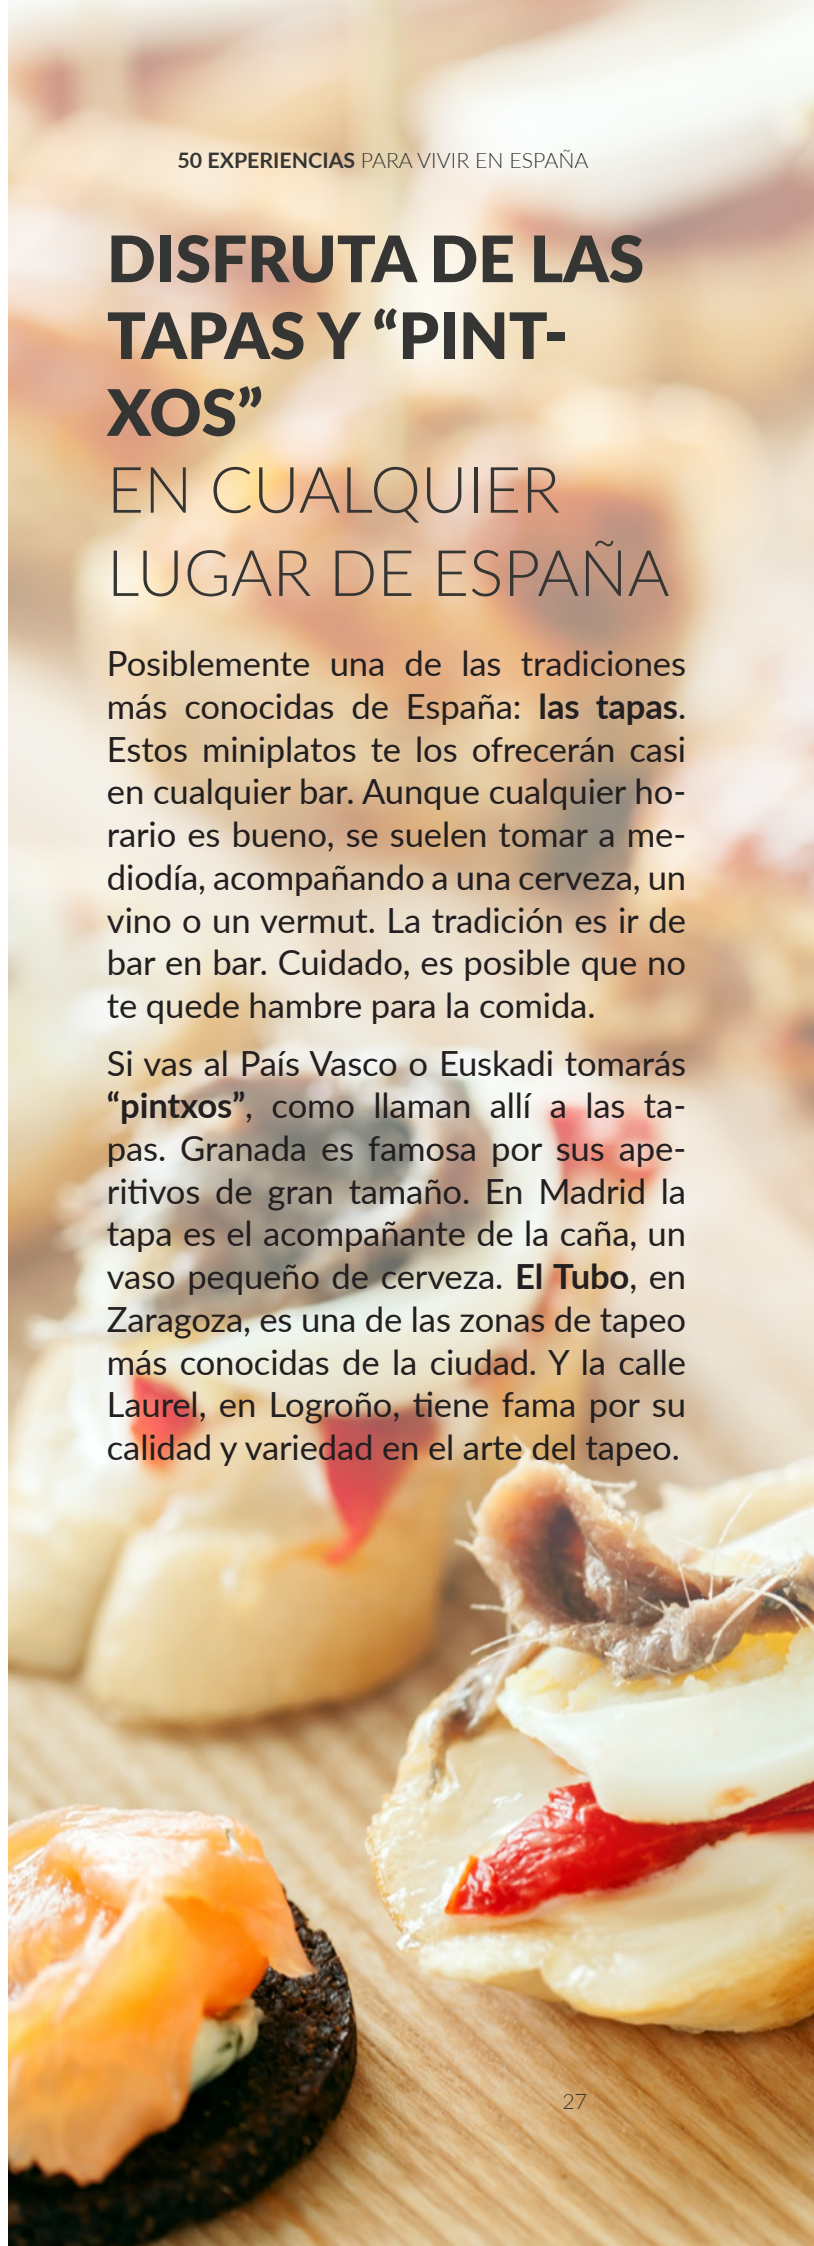 50 EXPERIENCIAS PARA VIVIR EN ESPAÑA
DISFRUTA DE LAS
TAPAS Y “PINT-
XOS”
EN CUALQUIER
LUGAR DE ESPAÑA
Posiblemente una de las tradiciones
más conocidas de España: las tapas.
Estos miniplatos te los ofrecerán casi
en cualquier bar. Aunque cualquier ho-
rario es bueno, se suelen tomar a me-
diodía, acompañando a una cerveza, un
vino o un vermut. La tradición es ir de
bar en bar. Cuidado, es posible que no
te quede hambre para la comida.
Si vas al País Vasco o Euskadi tomarás
“pintxos”, como llaman allí a las ta-
pas. Granada es famosa por sus ape-
ritivos de gran tamaño. En Madrid la
tapa es el acompañante de la caña, un
vaso pequeño de cerveza. El Tubo, en
Zaragoza, es una de las zonas de tapeo
más conocidas de la ciudad. Y la calle
Laurel, en Logroño, tiene fama por su
calidad y variedad en el arte del tapeo.
27